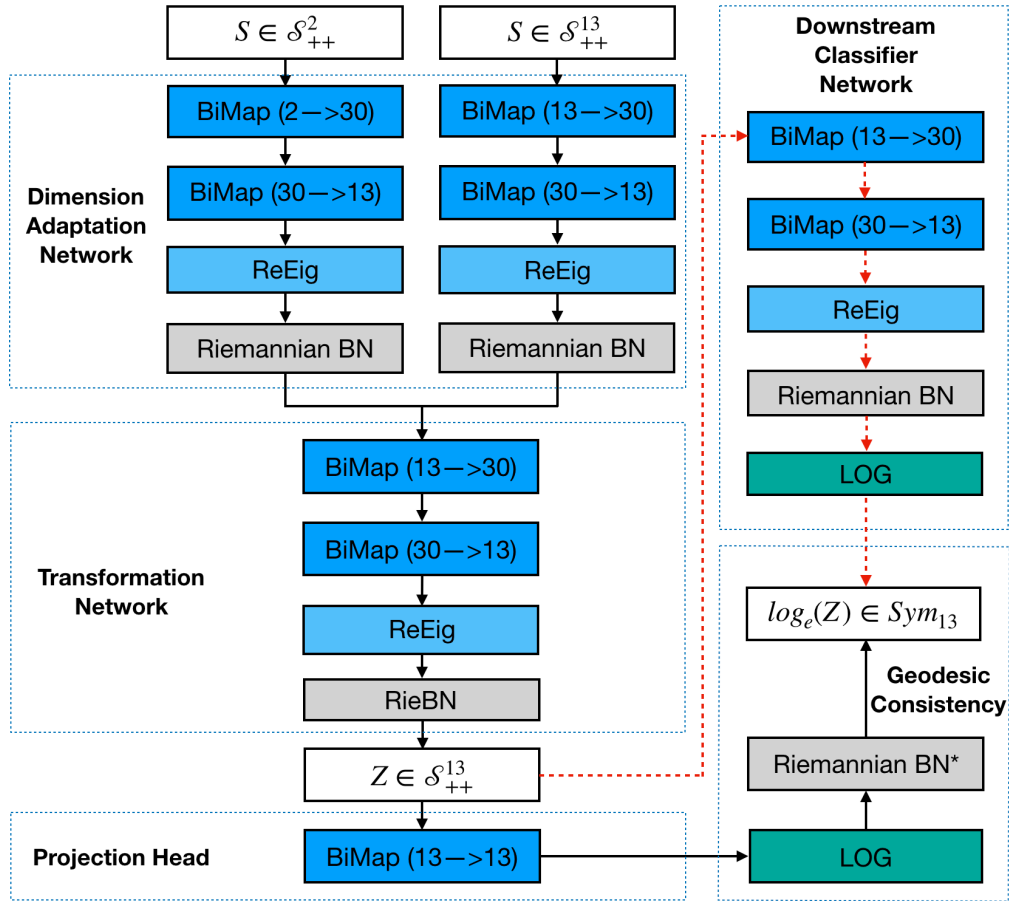 S ∈ 𝒮²₊₊
S ∈ 𝒮¹³₊₊
Dimension
Adaptation
Network
BiMap (2—>30)
BiMap (13—>30)
BiMap (30—>13)
BiMap (30—>13)
ReEig
ReEig
Riemannian BN
Riemannian BN
Transformation
Network
BiMap (13—>30)
BiMap (30—>13)
ReEig
RieBN
Z ∈ 𝒮¹³₊₊
Projection Head
BiMap (13—>13)
Downstream
Classifier
Network
BiMap (13—>30)
BiMap (30—>13)
ReEig
Riemannian BN
LOG
logₑ(Z) ∈ Sym₁₃
Geodesic
Consistency
Riemannian BN*
LOG